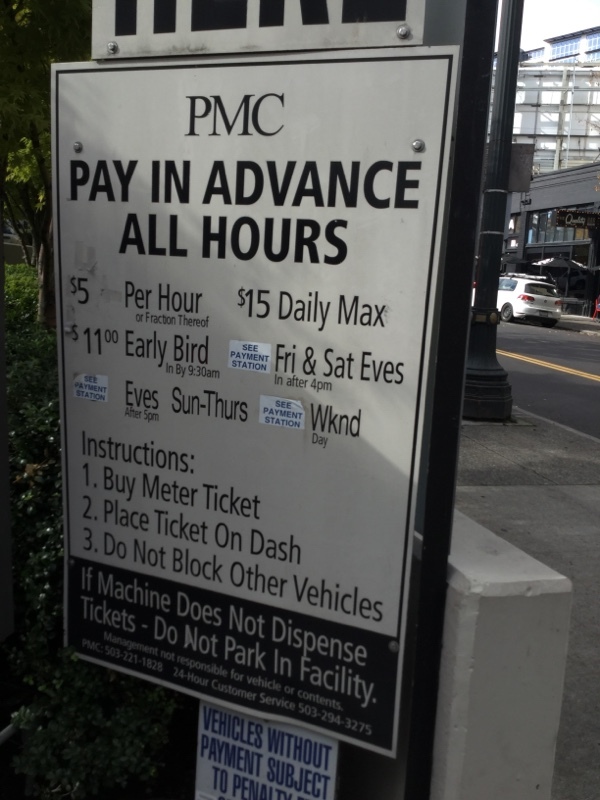 HERE
PMC
PAY IN ADVANCE
ALL HOURS
$5 Per Hour $15 Daily Max
or Fraction Thereof
$11 00 Early Bird SEE PAYMENT STATION Fri & Sat Eves
In By 9:30am In after 4pm
SEE PAYMENT STATION Eves Sun-Thurs SEE PAYMENT STATION Wknd
After 5pm Day
Instructions:
1. Buy Meter Ticket
2. Place Ticket On Dash
3. Do Not Block Other Vehicles
If Machine Does Not Dispense
Tickets - Do Not Park In Facility.
Management not responsible for vehicle or contents.
PMC: 503-221-1828 24-Hour Customer Service 503-294-3275
VEHICLES WITHOUT
PAYMENT SUBJECT
TO PENALTY